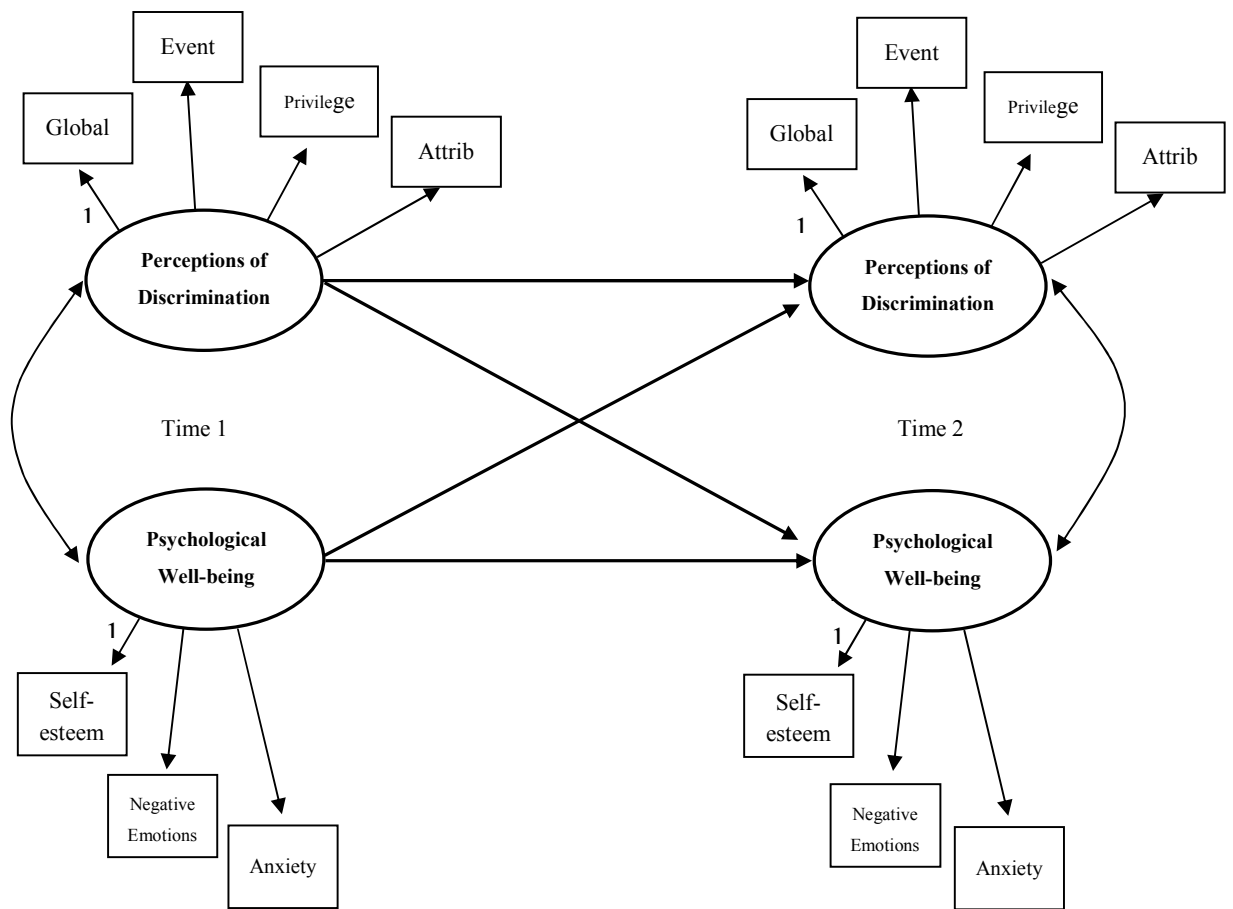 Event
Privilege
Global
Attrib
1
Perceptions of
Discrimination
Event
Privilege
Global
Attrib
1
Perceptions of
Discrimination
Time 1
Time 2
Psychological
Well-being
1
Self-
esteem
Negative
Emotions
Anxiety
Psychological
Well-being
1
Self-
esteem
Negative
Emotions
Anxiety